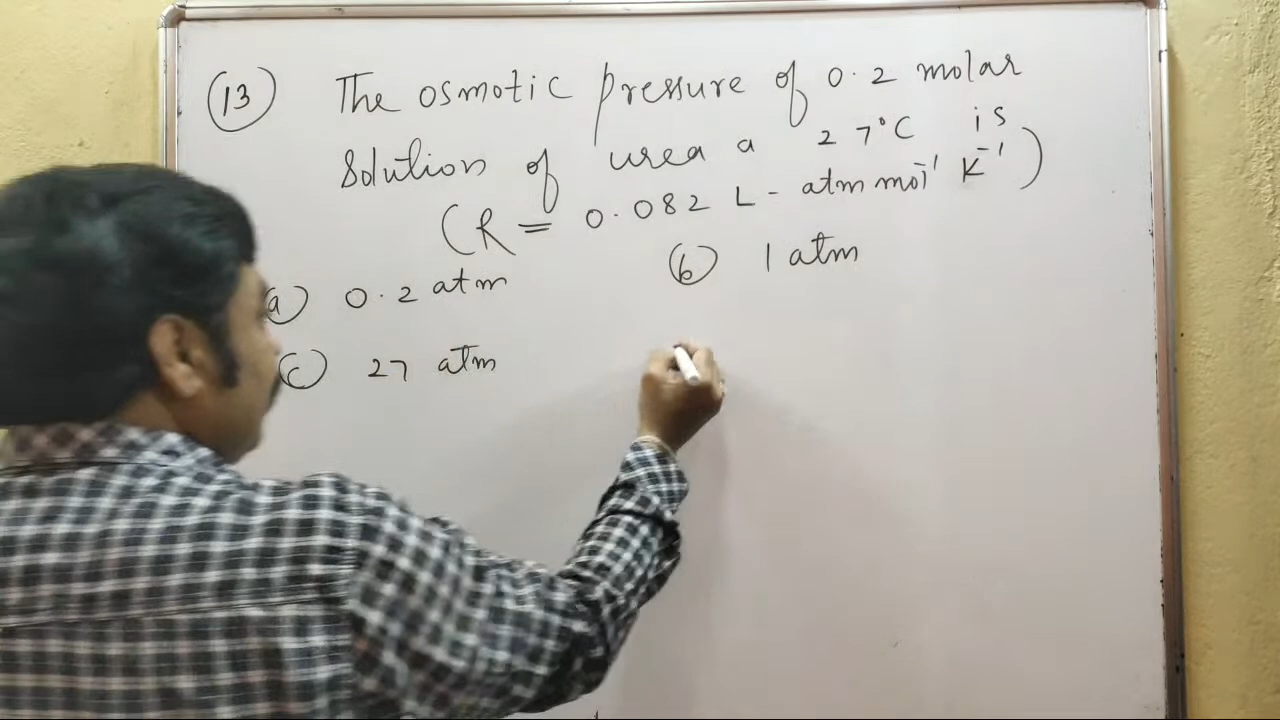 (13) The osmotic pressure of 0.2 molar
solution of urea a 27°C is
(R = 0.082 L - atm mol⁻¹ K⁻¹)
(a) 0.2 atm (b) 1 atm
(c) 27 atm